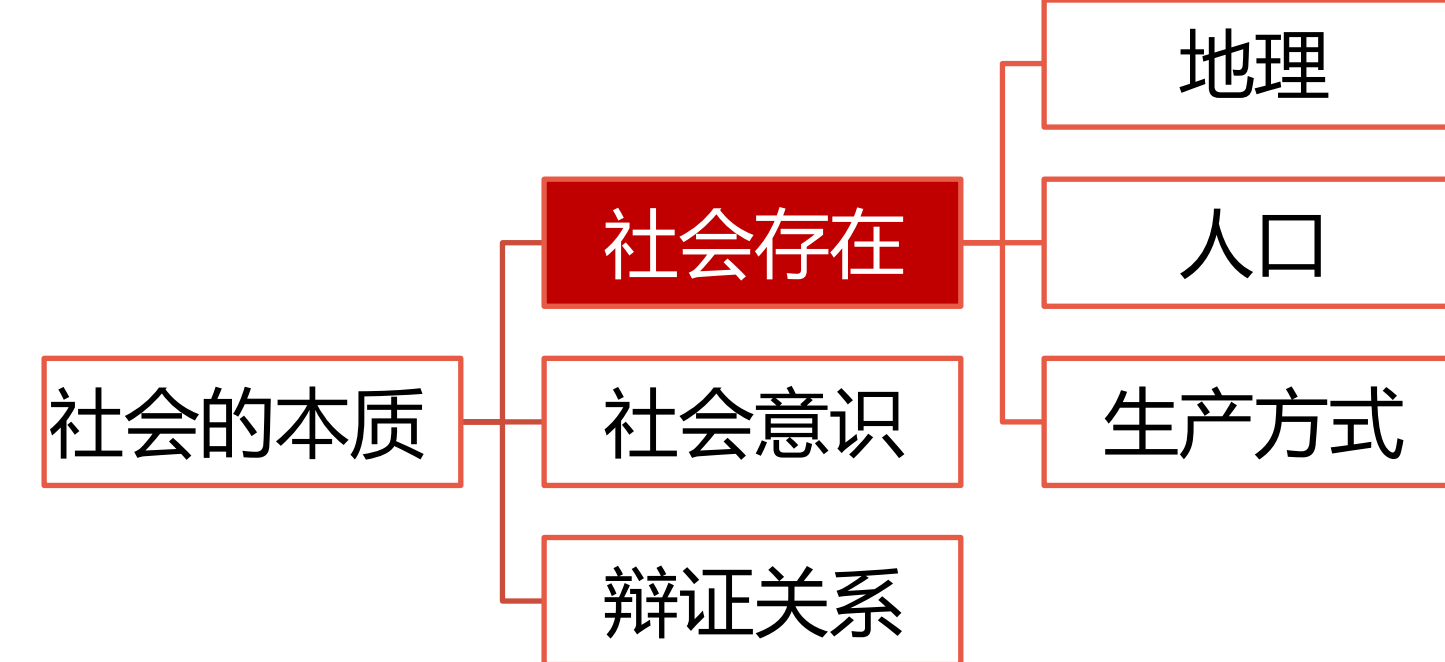 地理
社会存在
人口
社会的本质
社会意识
生产方式
辩证关系